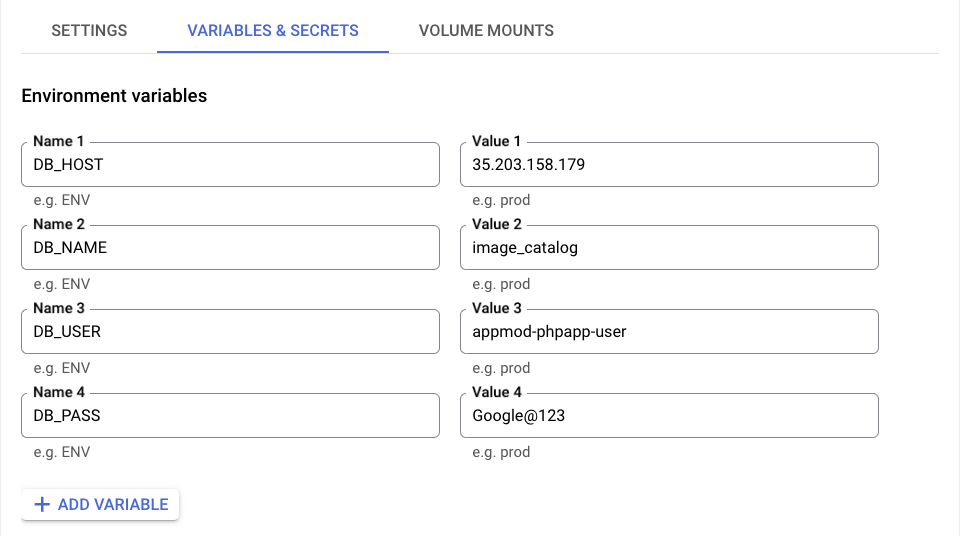 SETTINGS VARIABLES & SECRETS VOLUME MOUNTS
Environment variables
Name 1 Value 1
DB_HOST 35.203.158.179
e.g. ENV e.g. prod
Name 2 Value 2
DB_NAME image_catalog
e.g. ENV e.g. prod
Name 3 Value 3
DB_USER appmod-phpapp-user
e.g. ENV e.g. prod
Name 4 Value 4
DB_PASS Google@123
e.g. ENV e.g. prod
+ ADD VARIABLE